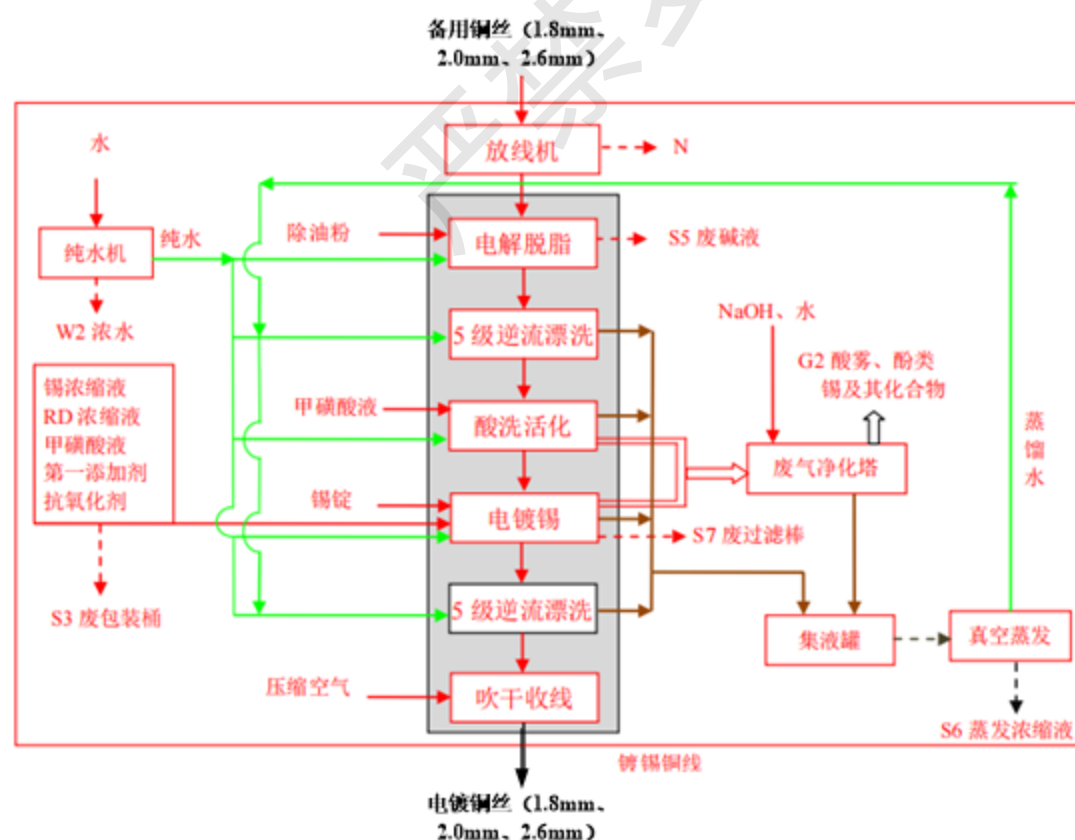 备用铜丝（1.8mm、
2.0mm、2.6mm）
严禁
水
放线机
N
纯水机
纯水
除油粉
电解脱脂
S5 废碱液
W2 浓水
5 级逆流漂洗
NaOH、水
G2 酸雾、酚类
锡及其化合物
锡浓缩液
RD 浓缩液
甲磺酸液
第一添加剂
抗氧化剂
甲磺酸液
酸洗活化
废气净化塔
蒸馏水
锡锭
电镀锡
S7 废过滤棒
S3 废包装桶
5 级逆流漂洗
集液罐
真空蒸发
压缩空气
吹干收线
S6 蒸发浓缩液
镀锡铜线
电镀铜丝（1.8mm、
2.0mm、2.6mm）